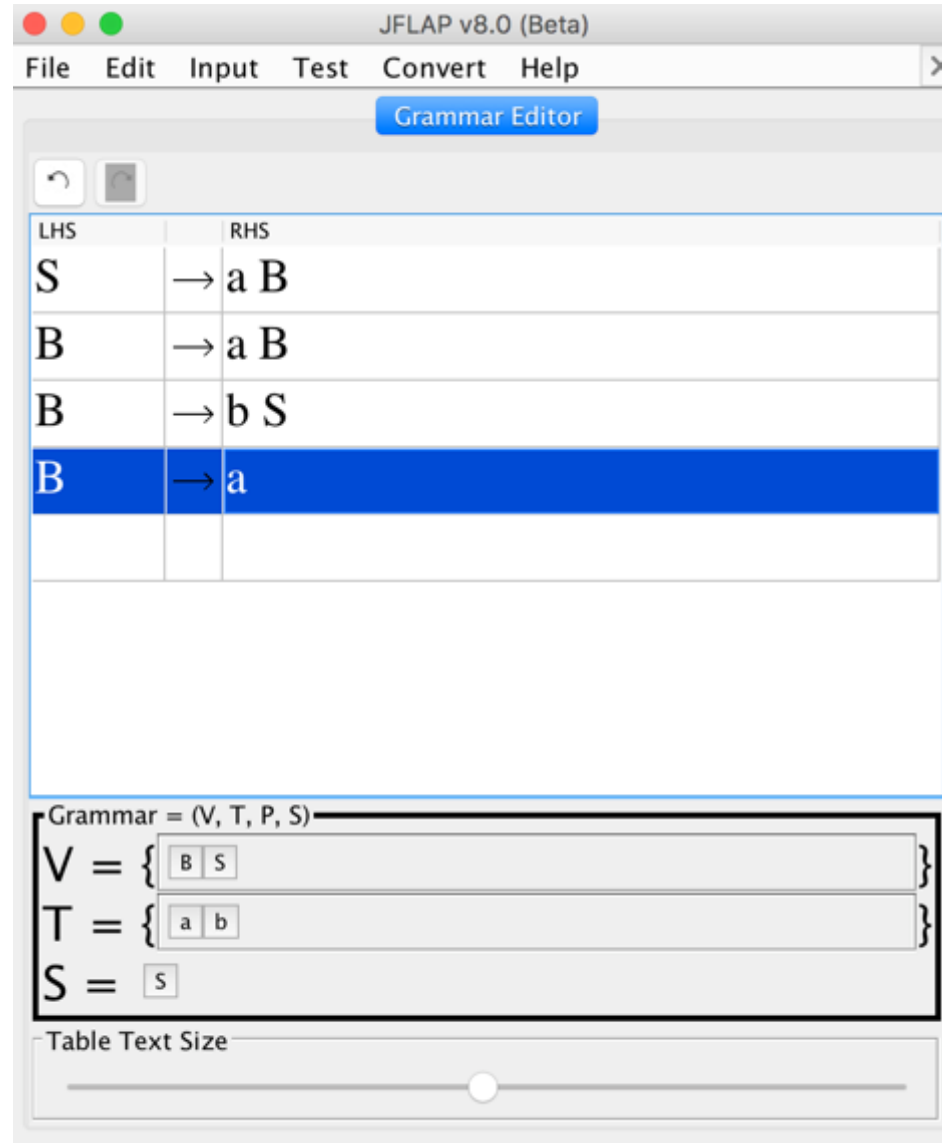 JFLAP v8.0 (Beta)
File Edit Input Test Convert Help
Grammar Editor
LHS RHS
S → a B
B → a B
B → b S
B → a
Grammar = (V, T, P, S)
V = { B S }
T = { a b }
S = S
Table Text Size